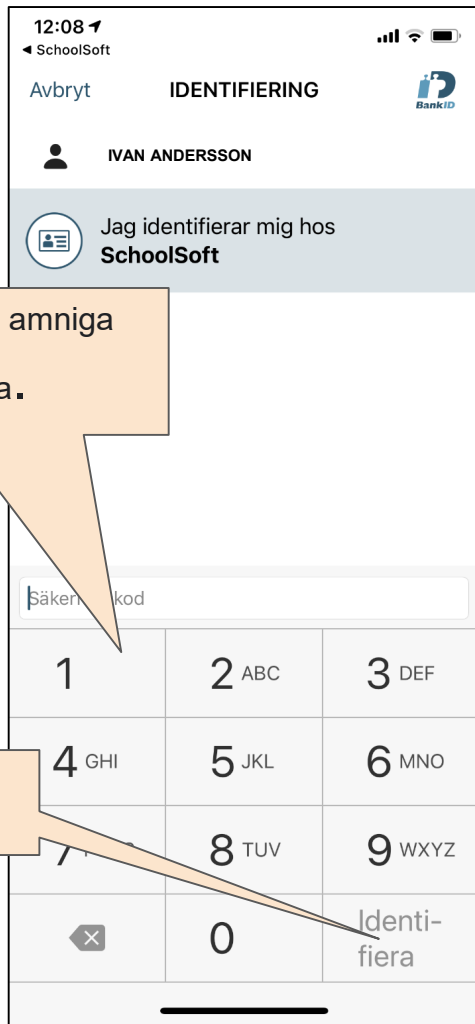 12:08
◀ SchoolSoft
Avbryt IDENTIFIERING
BankID
IVAN ANDERSSON
Jag identifierar mig hos
SchoolSoft
amniga
a.
kod
1 2 ABC 3 DEF
4 GHI 5 JKL 6 MNO
7 8 TUV 9 WXYZ
0 Identi-
fiera